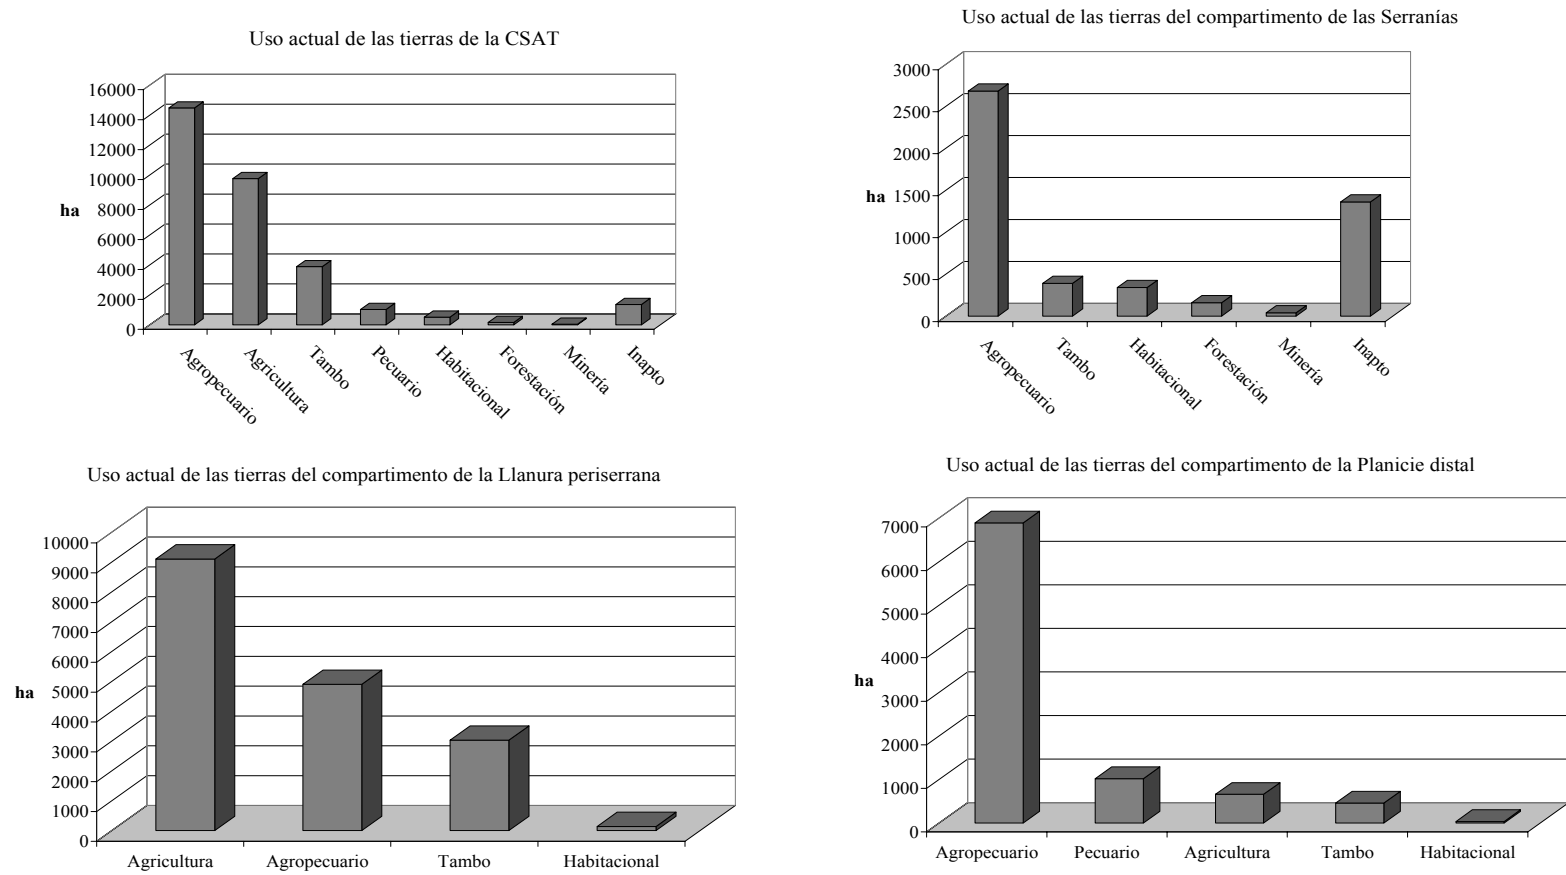 Uso actual de las tierras de la CSAT
16000
14000
12000
10000
8000
6000
4000
2000
0
ha
Agropecuario
Agricultura
Tambo
Pecuario
Habitacional
Forestación
Minería
Inapto
Uso actual de las tierras del compartimento de las Serranías
3000
2500
2000
1500
1000
500
0
ha
Agropecuario
Tambo
Habitacional
Forestación
Minería
Inapto
Uso actual de las tierras del compartimento de la Llanura periserrana
10000
9000
8000
7000
6000
5000
4000
3000
2000
1000
0
ha
Agricultura
Agropecuario
Tambo
Habitacional
Uso actual de las tierras del compartimento de la Planicie distal
7000
6000
5000
4000
3000
2000
1000
0
ha
Agropecuario
Pecuario
Agricultura
Tambo
Habitacional